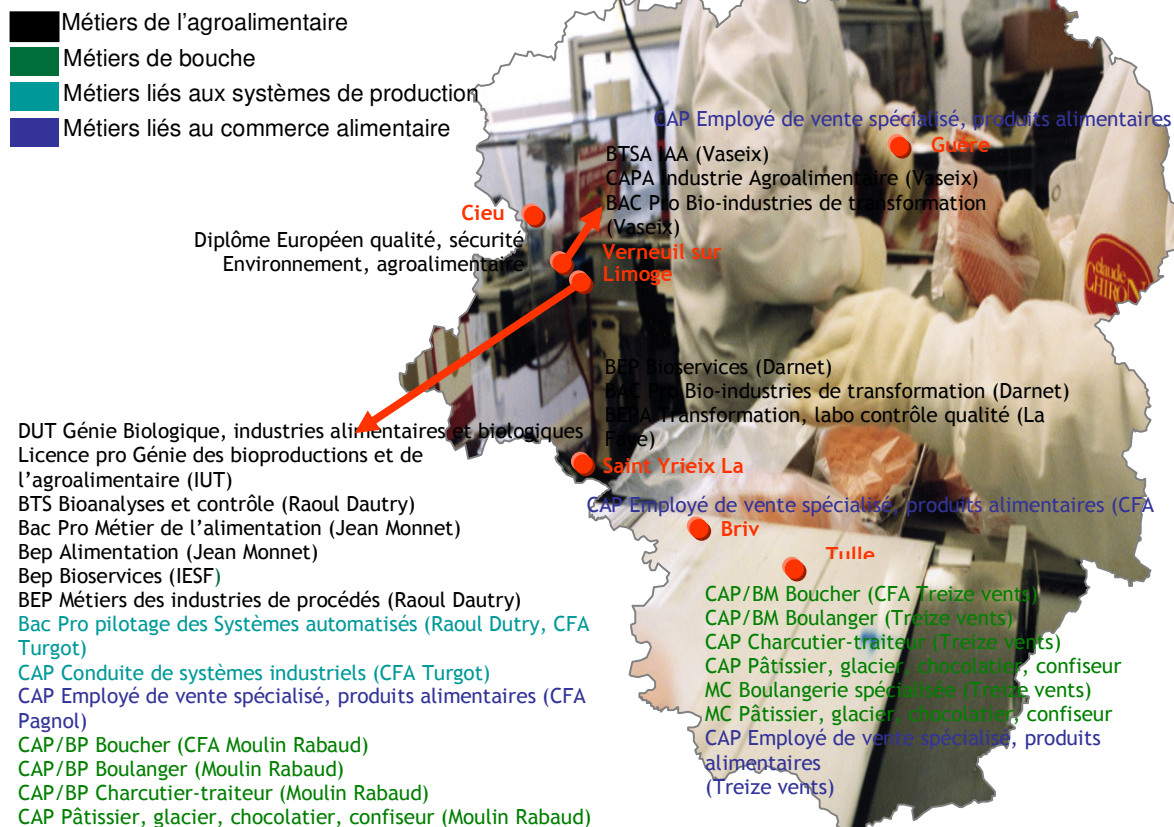 Métiers de l'agroalimentaire
Métiers de bouche
Métiers liés aux systèmes de production
Métiers liés au commerce alimentaire
CAP Employé de vente spécialisé, produits alimentaires
Guére
BTSA IAA (Vaseix)
CAPA Industrie Agroalimentaire (Vaseix)
BAC Pro Bio-industries de transformation
(Vaseix)
Cieu
Diplôme Européen qualité, sécurité
Environnement, agroalimentaire
Verneuil sur
Limoge
claude
CHIRON
BEP Bioservices (Darnet)
BAC Pro Bio-industries de transformation (Darnet)
BEPA Transformation, labo contrôle qualité (La
Faye)
Saint Yrieix La
CAP Employé de vente spécialisé, produits alimentaires (CFA
Briv
Tulle
DUT Génie Biologique, industries alimentaires et biologiques
Licence pro Génie des bioproductions et de
l'agroalimentaire (IUT)
BTS Bioanalyses et contrôle (Raoul Dautry)
Bac Pro Métier de l'alimentation (Jean Monnet)
Bep Alimentation (Jean Monnet)
Bep Bioservices (IESF)
BEP Métiers des industries de procédés (Raoul Dautry)
Bac Pro pilotage des Systèmes automatisés (Raoul Dutry, CFA
Turgot)
CAP Conduite de systèmes industriels (CFA Turgot)
CAP Employé de vente spécialisé, produits alimentaires (CFA
Pagnol)
CAP/BP Boucher (CFA Moulin Rabaud)
CAP/BP Boulanger (Moulin Rabaud)
CAP/BP Charcutier-traiteur (Moulin Rabaud)
CAP Pâtissier, glacier, chocolatier, confiseur (Moulin Rabaud)
CAP/BM Boucher (CFA Treize vents)
CAP/BM Boulanger (Treize vents)
CAP Charcutier-traiteur (Treize vents)
CAP Pâtissier, glacier, chocolatier, confiseur
MC Boulangerie spécialisée (Treize vents)
MC Pâtissier, glacier, chocolatier, confiseur
CAP Employé de vente spécialisé, produits
alimentaires
(Treize vents)